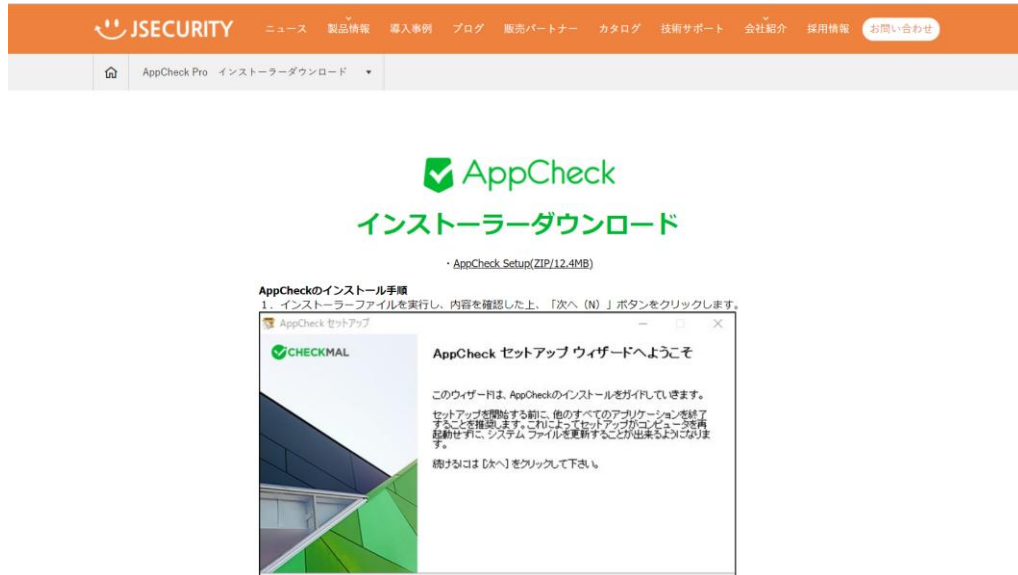 JSECURITY ニュース 製品情報 導入事例 ブログ 販売パートナー カタログ 技術サポート 会社紹介 採用情報 お問い合わせ
AppCheck Pro インストーラーダウンロード
AppCheck
インストーラーダウンロード
・AppCheck Setup(ZIP/12.4MB)
AppCheckのインストール手順
1．インストーラーファイルを実行し、内容を確認した上、「次へ（N）」ボタンをクリックします。
AppCheck セットアップ
CHECKMAL
AppCheck セットアップ ウィザードへようこそ
このウィザードは、AppCheckのインストールをガイドしていきます。
セットアップを開始する前に、他のすべてのアプリケーションを終了
することを推奨します。これによってセットアップがコンピュータを再
起動せずに、システム ファイルを更新することが出来るようになりま
す。
続けるには [次へ] をクリックして下さい。